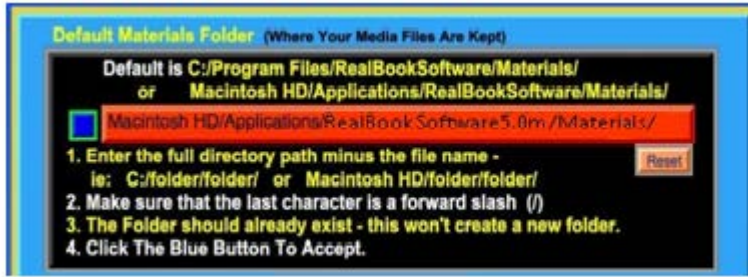 Default Materials Folder (Where Your Media Files Are Kept)
Default is C:/Program Files/RealBookSoftware/Materials/
or Macintosh HD/Applications/RealBookSoftware/Materials/
Macintosh HD/Applications/RealBookSoftware5.0m/Materials/
1. Enter the full directory path minus the file name -
Reset
ie: C:/folder/folder/ or Macintosh HD/folder/folder/
2. Make sure that the last character is a forward slash (/)
3. The Folder should already exist - this won't create a new folder.
4. Click The Blue Button To Accept.